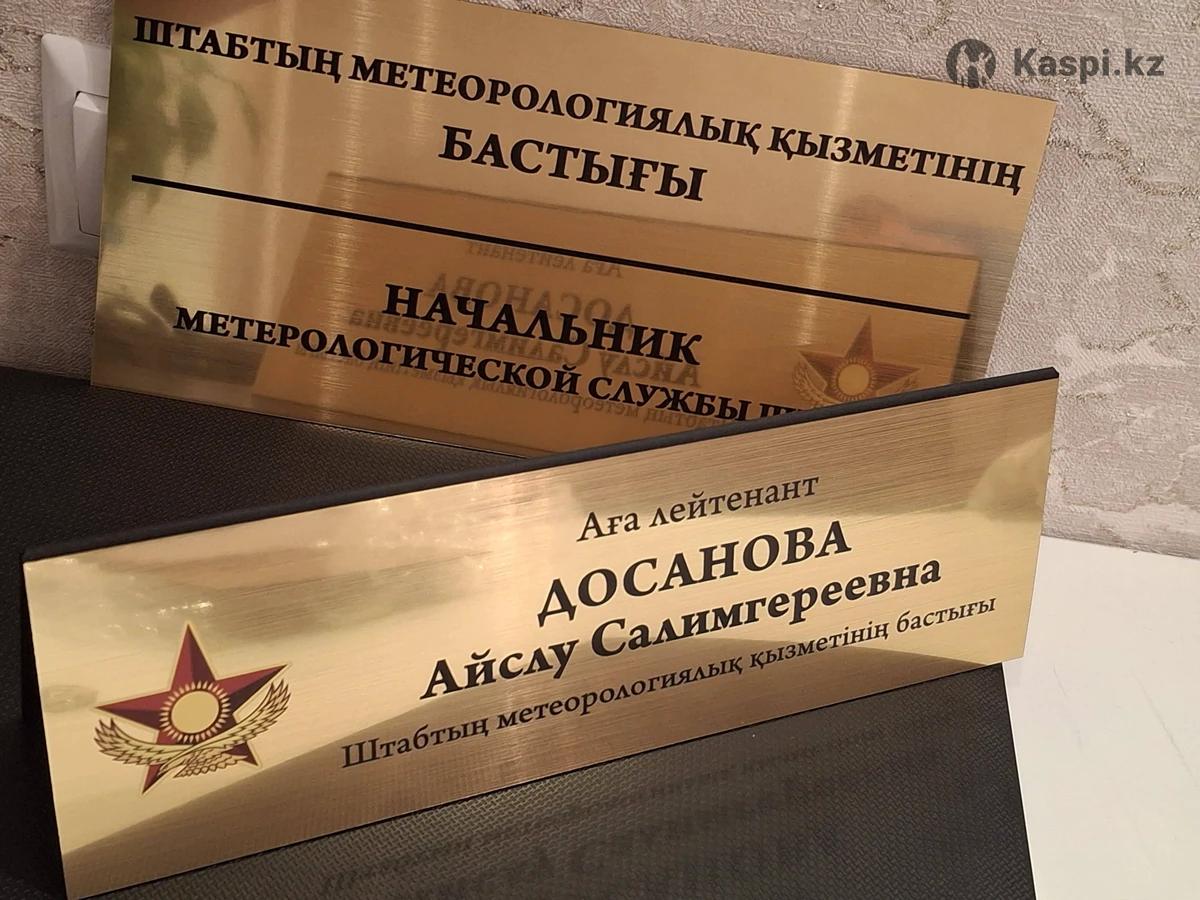 Kaspi.kz
ШТАБТЫҢ МЕТЕОРОЛОГИЯЛЫҚ ҚЫЗМЕТІНІҢ
БАСТЫҒЫ
НАЧАЛЬНИК
МЕТЕРОЛОГИЧЕСКОЙ СЛУЖБЫ
Аға лейтенант
ДОСАНОВА
Айслу Салимгереевна
Штабтың метеорологиялық қызметінің бастығы